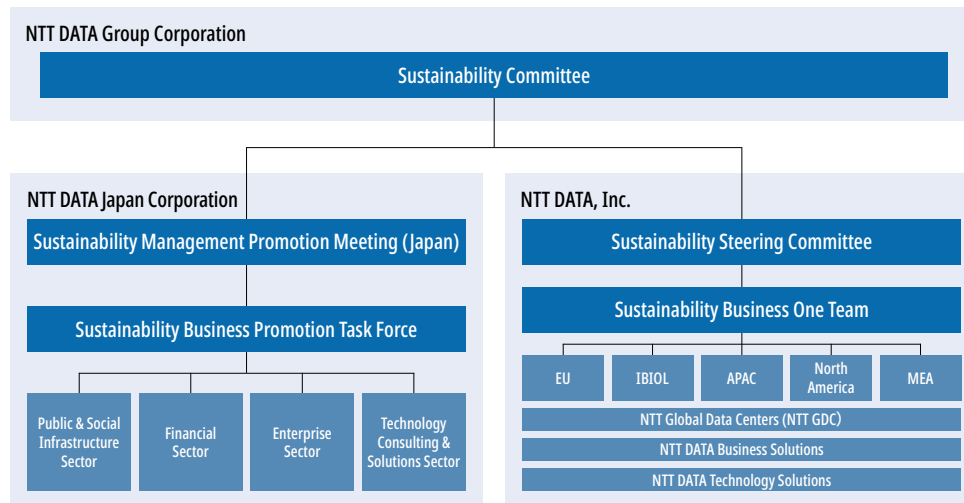 NTT DATA Group Corporation
Sustainability Committee
NTT DATA Japan Corporation
Sustainability Management Promotion Meeting (Japan)
Sustainability Business Promotion Task Force
Public & Social
Infrastructure
Sector
Financial
Sector
Enterprise
Sector
Technology
Consulting &
Solutions Sector
NTT DATA, Inc.
Sustainability Steering Committee
Sustainability Business One Team
EU
IBIOL
APAC
North
America
MEA
NTT Global Data Centers (NTT GDC)
NTT DATA Business Solutions
NTT DATA Technology Solutions